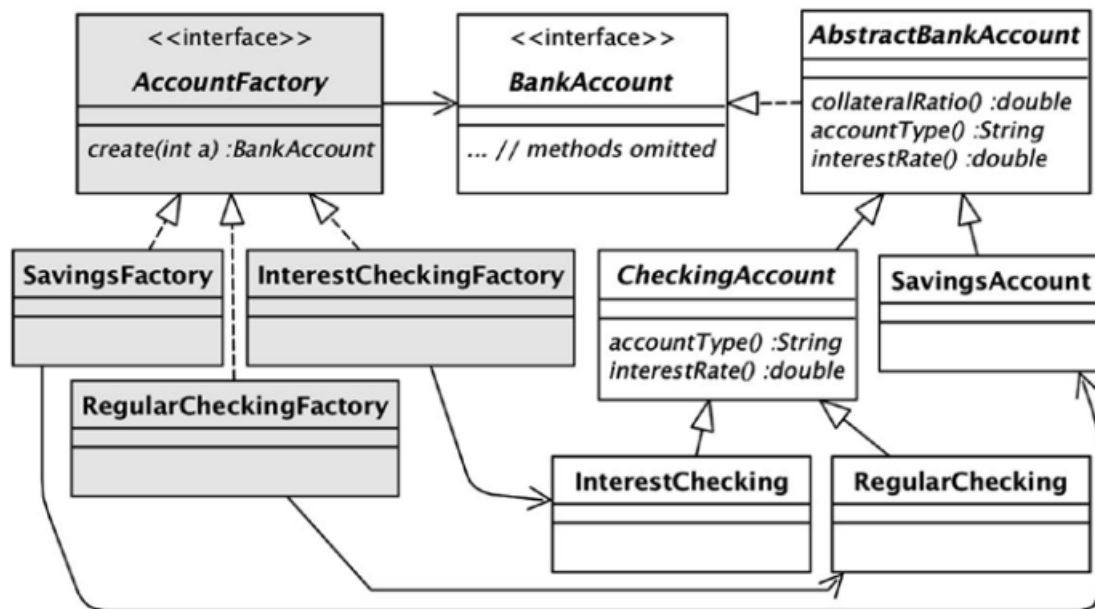 <<interface>>
AccountFactory
create(int a) :BankAccount
<<interface>>
BankAccount
... // methods omitted
AbstractBankAccount
collateralRatio() :double
accountType() :String
interestRate() :double
SavingsFactory
InterestCheckingFactory
CheckingAccount
accountType() :String
interestRate() :double
SavingsAccount
RegularCheckingFactory
InterestChecking
RegularChecking